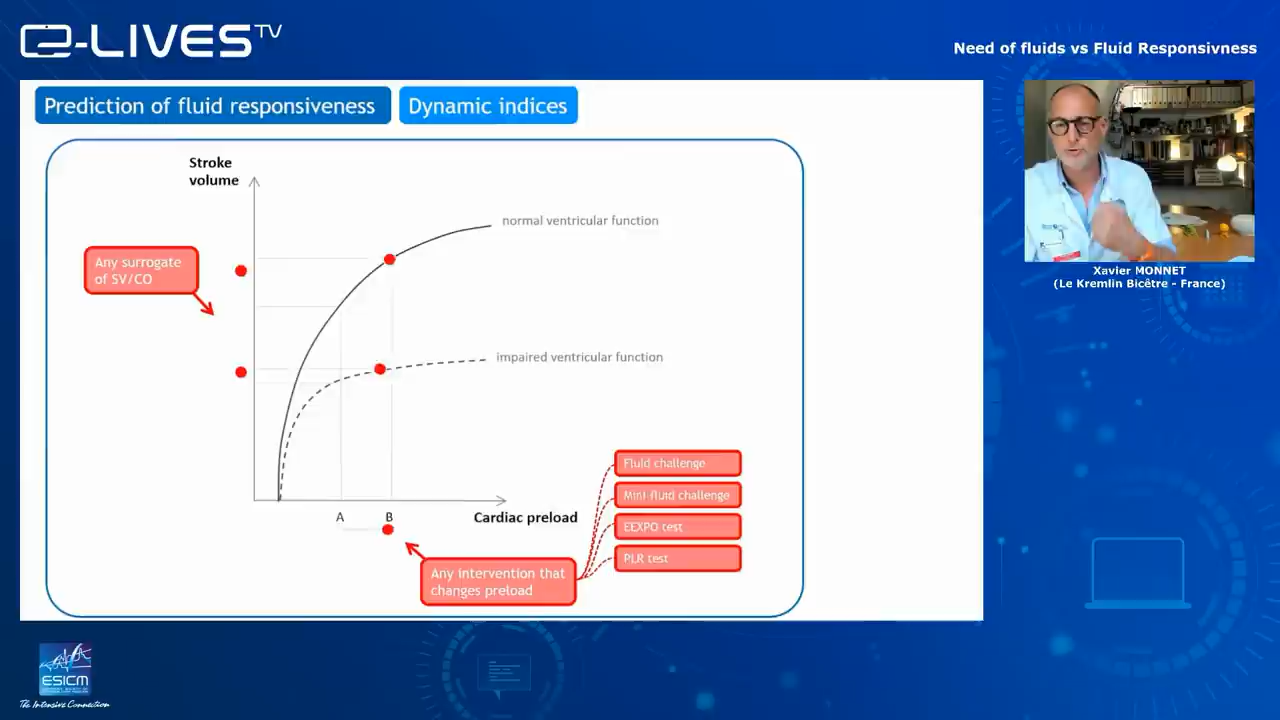 e-LIVES TV
Need of fluids vs Fluid Responsivness
Prediction of fluid responsiveness
Dynamic indices
Stroke
volume
normal ventricular function
Any surrogate
of SV/CO
impaired ventricular function
A
B
Cardiac preload
Fluid challenge
Mini-fluid challenge
EEXPO test
PLR test
Any intervention that
changes preload
Xavier MONNET
(Le Kremlin Bicêtre - France)
ESICM
The Intensive Connection